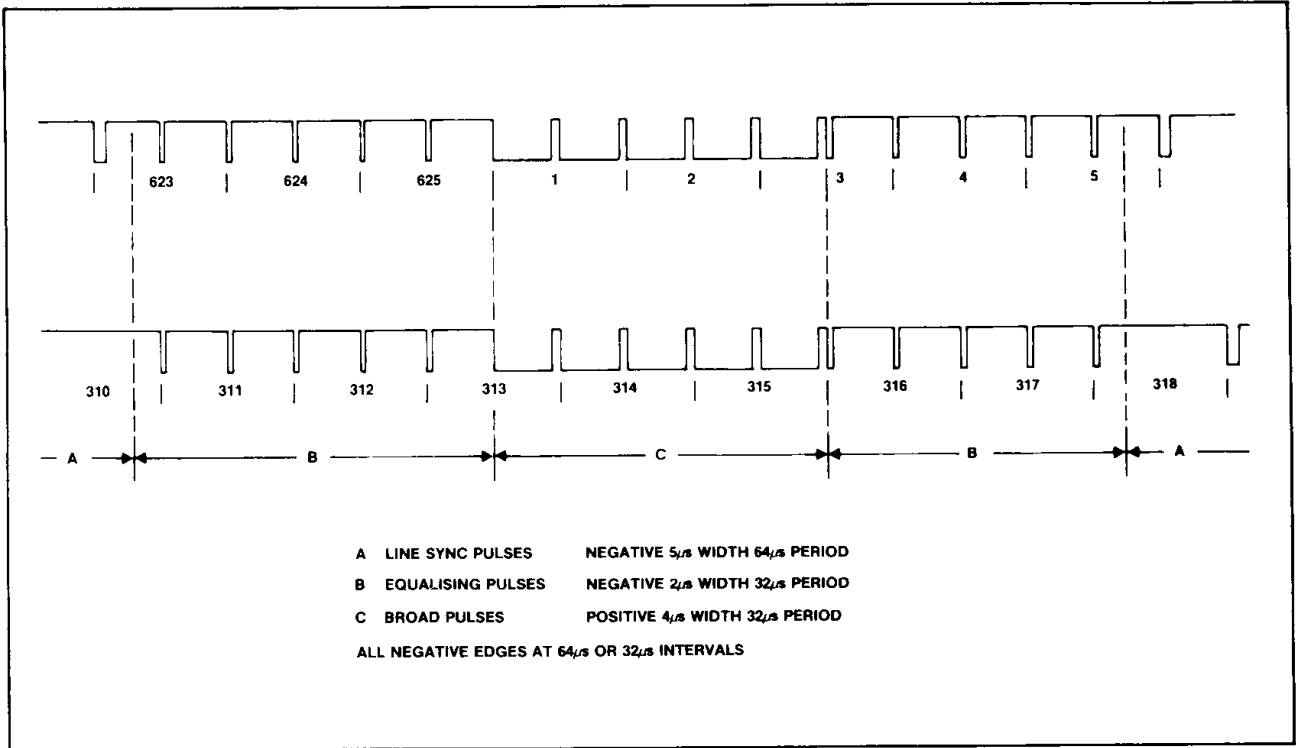 623 624 625 1 2 3 4 5
310 311 312 313 314 315 316 317 318
A B C B A
A LINE SYNC PULSES NEGATIVE 5µs WIDTH 64µs PERIOD
B EQUALISING PULSES NEGATIVE 2µs WIDTH 32µs PERIOD
C BROAD PULSES POSITIVE 4µs WIDTH 32µs PERIOD
ALL NEGATIVE EDGES AT 64µs OR 32µs INTERVALS